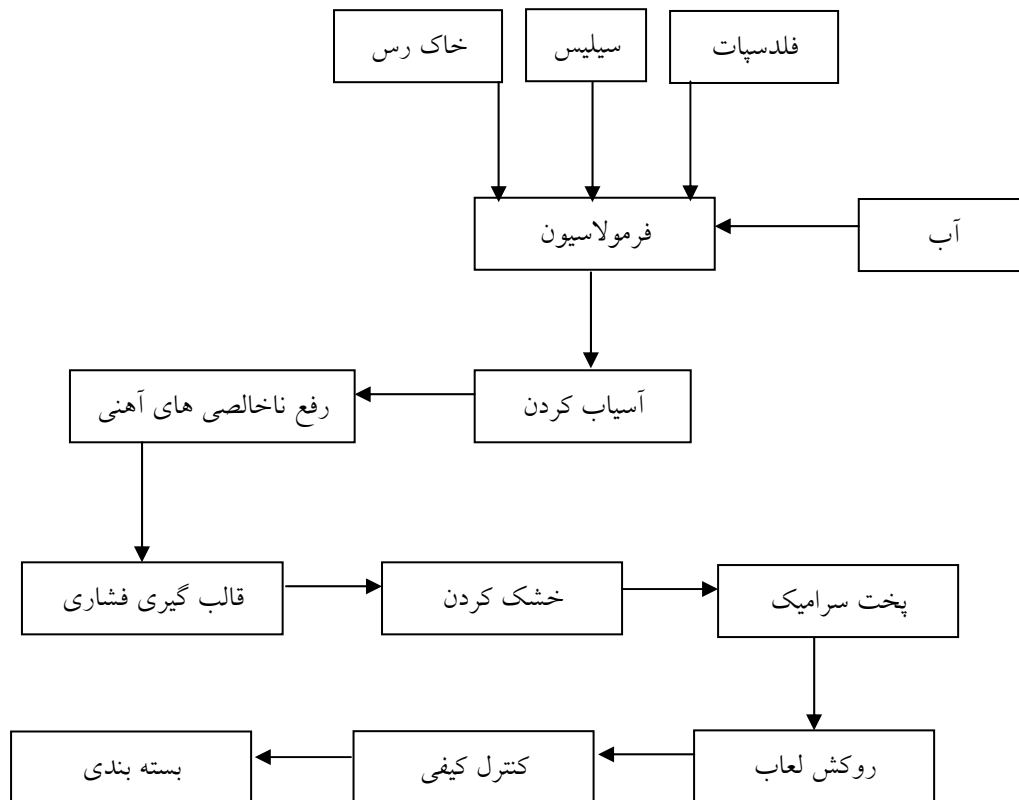 فلدسپات
سیلیس
خاک رس
فرمولاسیون
آب
آسیاب کردن
رفع ناخالصی های آهنی
قالب گیری فشاری
خشک کردن
پخت سرامیک
روکش لعاب
کنترل کیفی
بسته بندی